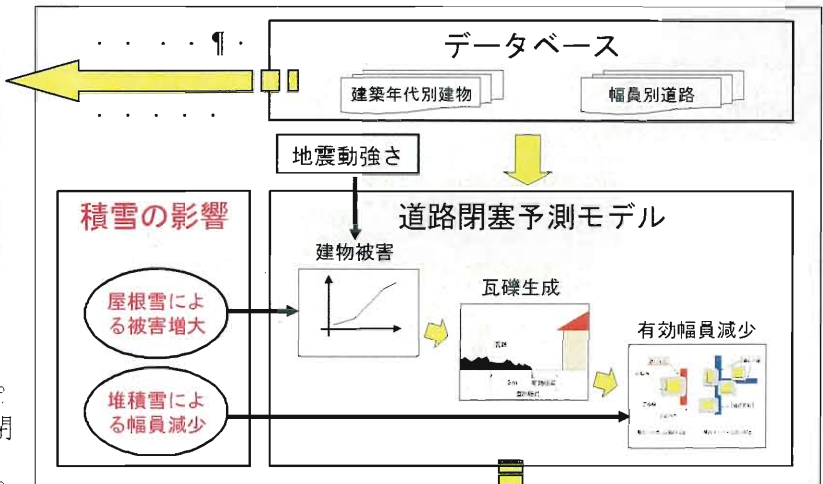 データベース
建築年代別建物
幅員別道路
地震動強さ
積雪の影響
道路閉塞予測モデル
建物被害
屋根雪によ
る被害増大
瓦礫生成
瓦礫
有効幅員減少
堆積雪によ
る幅員減少
閉